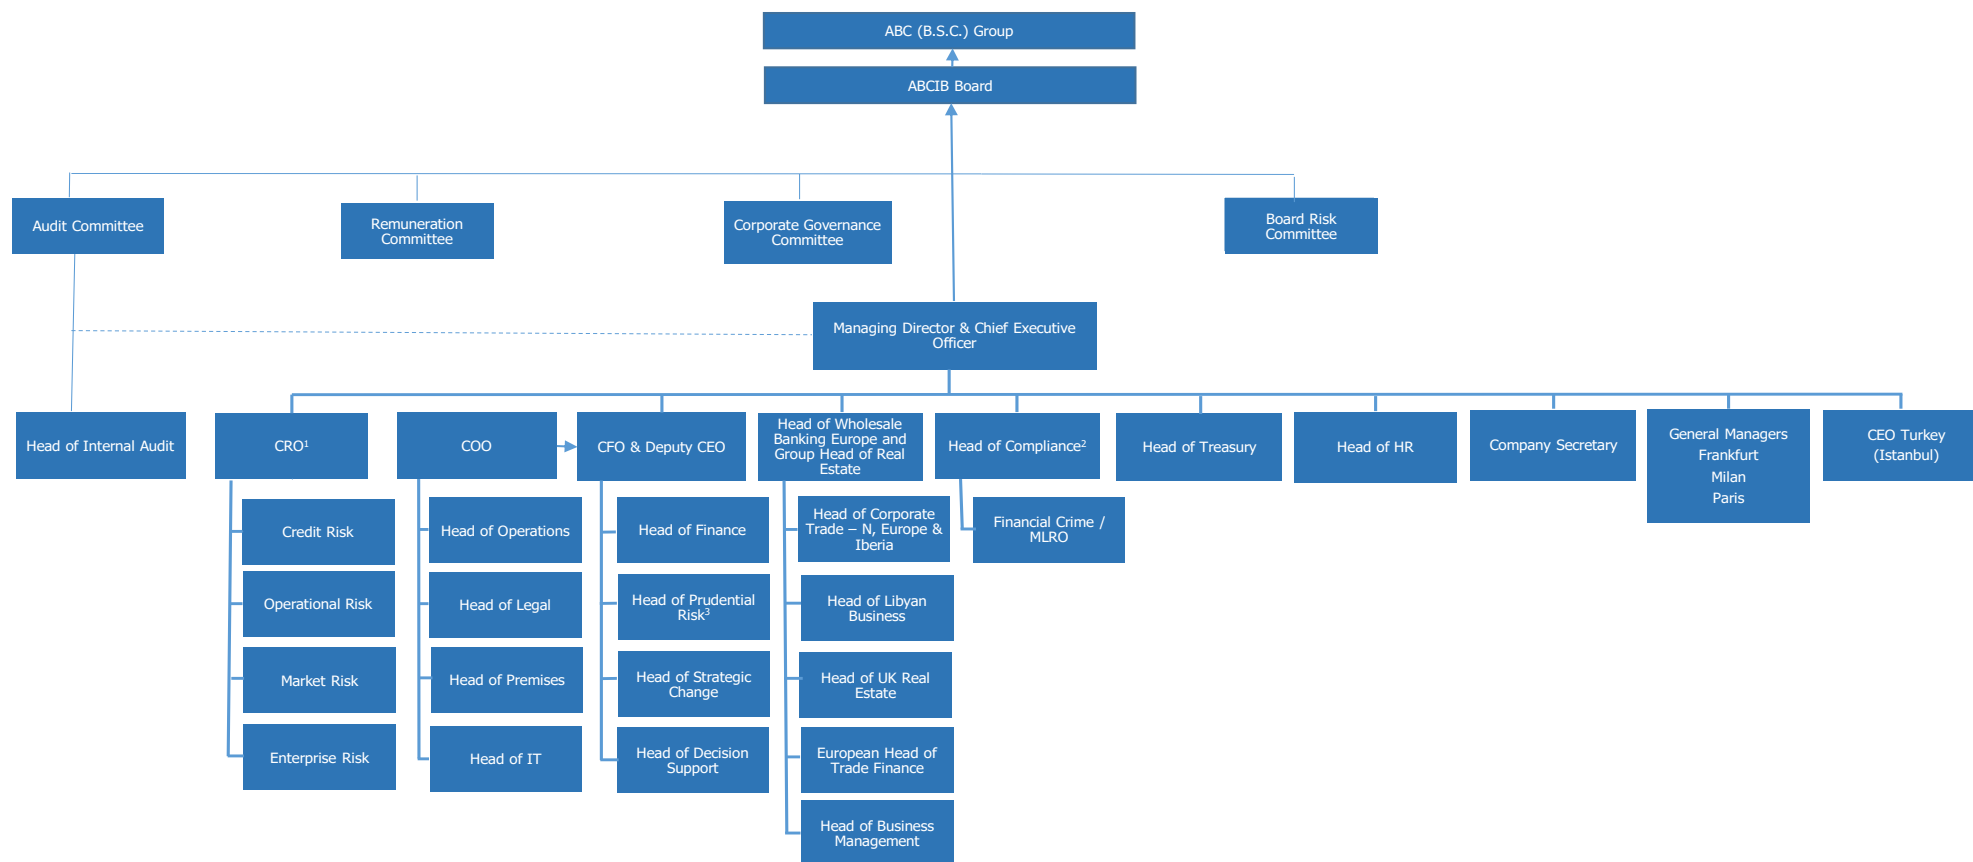 ABC (B.S.C.) Group
ABCIB Board
Audit Committee
Remuneration
Committee
Corporate Governance
Committee
Board Risk
Committee
Managing Director & Chief Executive
Officer
Head of Internal Audit
CRO¹
COO
CFO & Deputy CEO
Head of Wholesale
Banking Europe and
Group Head of Real
Estate
Head of Compliance²
Head of Treasury
Head of HR
Company Secretary
General Managers
Frankfurt
Milan
Paris
CEO Turkey
(Istanbul)
Credit Risk
Operational Risk
Market Risk
Enterprise Risk
Head of Operations
Head of Legal
Head of Premises
Head of IT
Head of Finance
Head of Prudential
Risk³
Head of Strategic
Change
Head of Decision
Support
Head of Corporate
Trade – N, Europe &
Iberia
Head of Libyan
Business
Head of UK Real
Estate
European Head of
Trade Finance
Head of Business
Management
Financial Crime /
MLRO